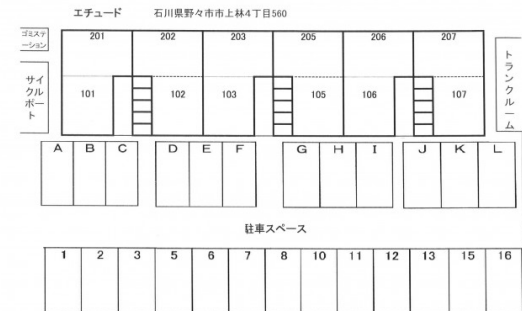 エチュード 石川県野々市市上林4丁目560
ゴミステ
ーション
201 202 203 205 206 207
サイクルポート
101 102 103 105 106 107
トランクルーム
A B C D E F G H I J K L
駐車スペース
1 2 3 5 6 7 8 10 11 12 13 15 16